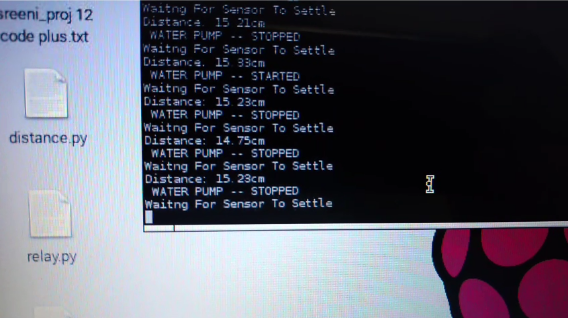 sreeni_proj 12
code plus.txt
distance.py
relay.py
Waitng For Sensor To Settle
Distance: 15.21cm
WATER PUMP -- STOPPED
Waitng For Sensor To Settle
Distance: 15.33cm
WATER PUMP -- STARTED
Waitng For Sensor To Settle
Distance: 15.23cm
WATER PUMP -- STOPPED
Waitng For Sensor To Settle
Distance: 14.75cm
WATER PUMP -- STOPPED
Waitng For Sensor To Settle
Distance: 15.23cm
WATER PUMP -- STOPPED
Waitng For Sensor To Settle